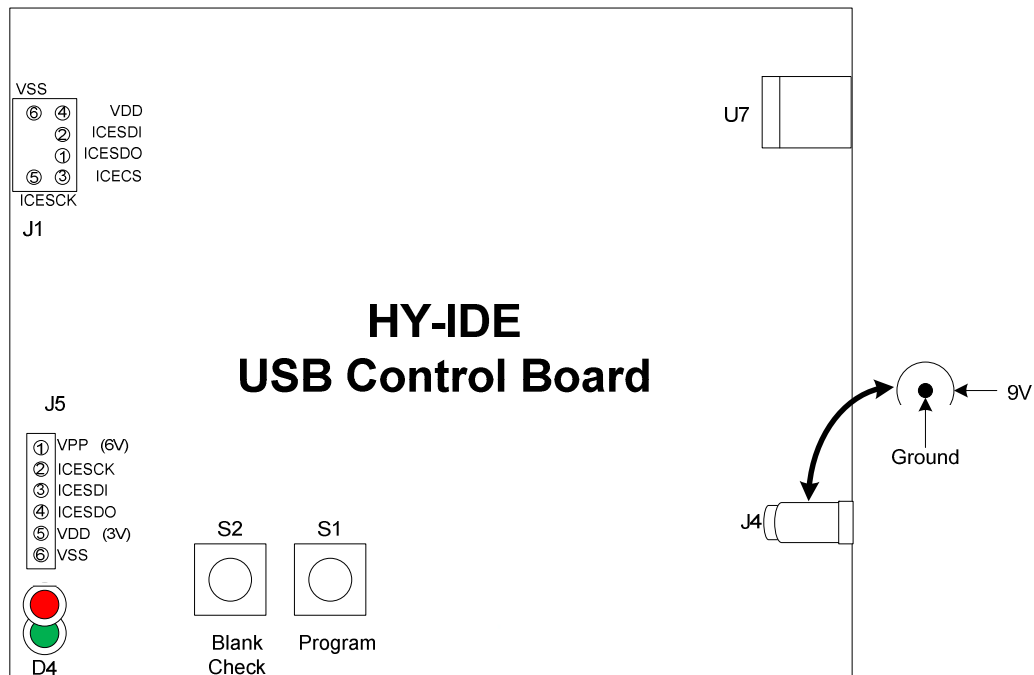 VSS
⑥ ④ VDD
② ICESDI
① ICESDO
⑤ ③ ICECS
ICESCK
J1
U7
HY-IDE
USB Control Board
9V
Ground
J4
J5
① VPP (6V)
② ICESCK
③ ICESDI
④ ICESDO
⑤ VDD (3V)
⑥ VSS
S2
S1
Blank
Check
Program
D4